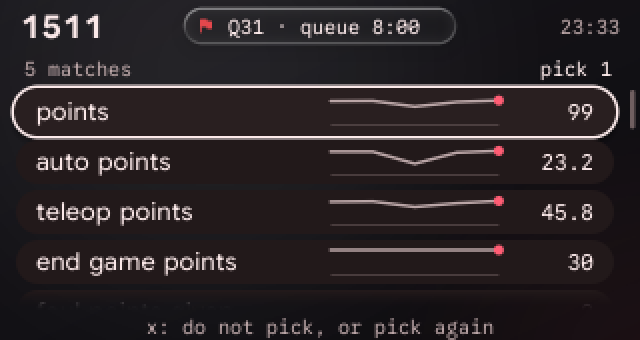 1511
Q31 · queue 8:00
23:33
5 matches
pick 1
points 99
auto points 23.2
teleop points 45.8
end game points 30
x: do not pick, or pick again